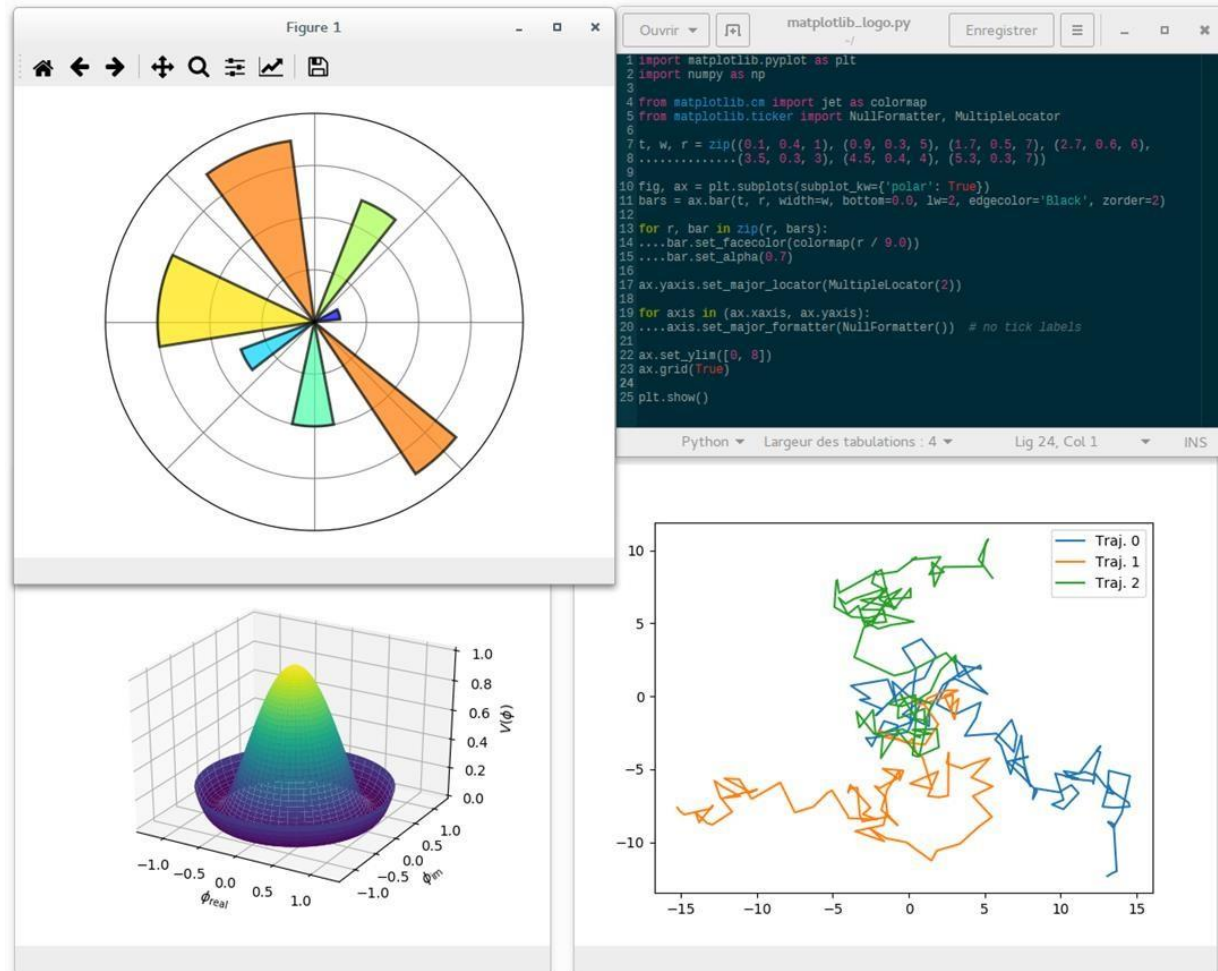 Figure 1
Ouvrir
matplotlib_logo.py
~/
Enregistrer
1 import matplotlib.pyplot as plt
2 import numpy as np
3
4 from matplotlib.cm import jet as colormap
5 from matplotlib.ticker import NullFormatter, MultipleLocator
6
7 t, w, r = zip((0.1, 0.4, 1), (0.9, 0.3, 5), (1.7, 0.5, 7), (2.7, 0.6, 6),
8 ..............(3.5, 0.3, 3), (4.5, 0.4, 4), (5.3, 0.3, 7))
9
10 fig, ax = plt.subplots(subplot_kw={'polar': True})
11 bars = ax.bar(t, r, width=w, bottom=0.0, lw=2, edgecolor='Black', zorder=2)
12
13 for r, bar in zip(r, bars):
14 ....bar.set_facecolor(colormap(r / 9.0))
15 ....bar.set_alpha(0.7)
16
17 ax.yaxis.set_major_locator(MultipleLocator(2))
18
19 for axis in (ax.xaxis, ax.yaxis):
20 ....axis.set_major_formatter(NullFormatter())  # no tick labels
21
22 ax.set_ylim([0, 8])
23 ax.grid(True)
24
25 plt.show()
Python
Largeur des tabulations : 4
Lig 24, Col 1
INS
1.0
0.8
0.6
0.4
0.2
0.0
V(ϕ)
−1.0
−0.5
0.0
0.5
1.0
ϕreal
1.0
0.5
0.0
−0.5
−1.0
ϕim
Traj. 0
Traj. 1
Traj. 2
10
5
0
−5
−10
−15
−10
−5
0
5
10
15